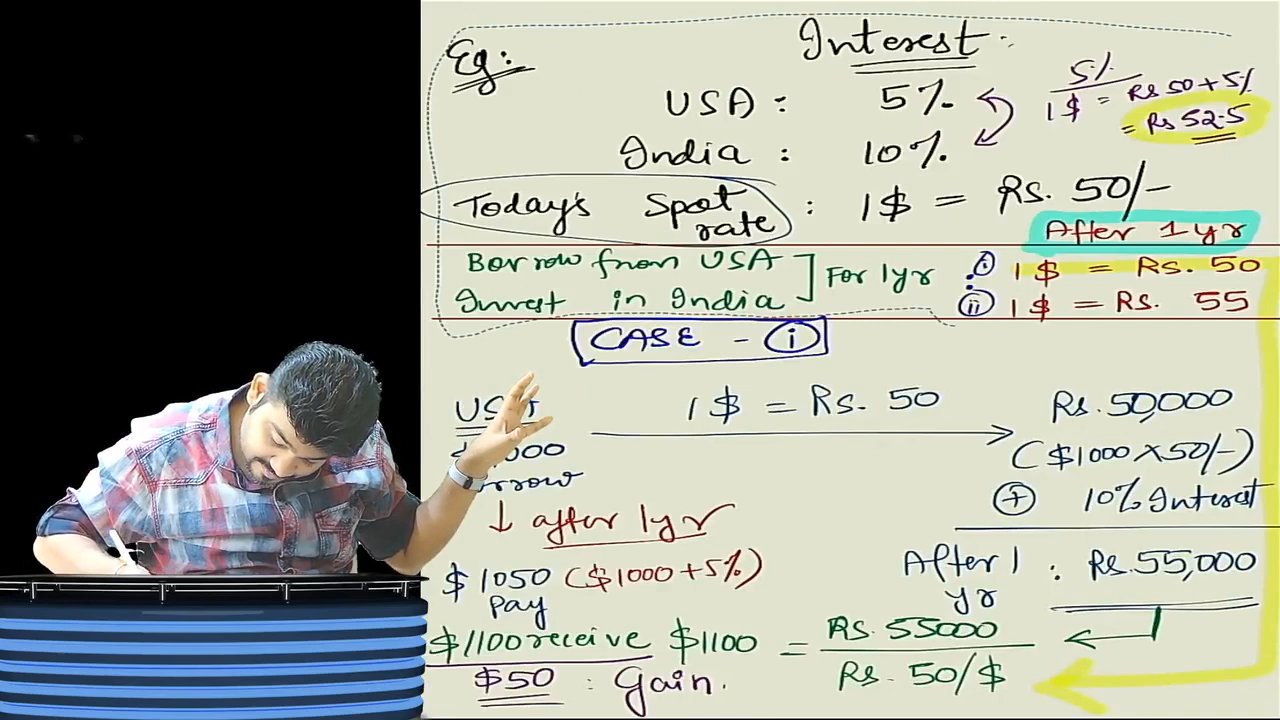 Eg:
Interest:
USA : 5%
India : 10%
5%
1$ = Rs 50 + 5%
= Rs 52.5
Today's Spot rate : 1$ = Rs. 50/-
After 1 yr
Borrow from USA
Invest in India
For 1yr
(i) 1$ = Rs. 50
(ii) 1$ = Rs. 55
CASE - (i)
1$ = Rs. 50
Rs. 50,000
($1000 x 50/-)
(+) 10% Interest
↓ after 1yr
$1050 ($1000 + 5%)
pay
After 1 yr : Rs. 55,000
$1100 receive $1100 = Rs. 55000
Rs. 50/$
$50 : Gain.